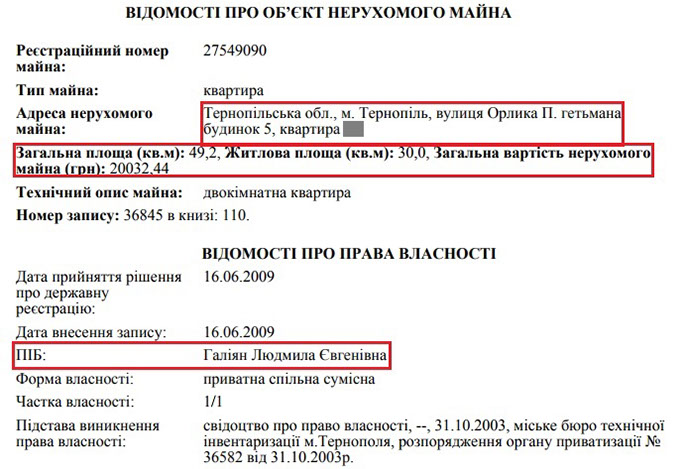 ВІДОМОСТІ ПРО ОБ’ЄКТ НЕРУХОМОГО МАЙНА
Реєстраційний номер майна: 27549090
Тип майна: квартира
Адреса нерухомого майна: Тернопільська обл., м. Тернопіль, вулиця Орлика П. гетьмана
будинок 5, квартира
Загальна площа (кв.м): 49,2, Житлова площа (кв.м): 30,0, Загальна вартість нерухомого
майна (грн): 20032,44
Технічний опис майна: двокімнатна квартира
Номер запису: 36845 в книзі: 110.
ВІДОМОСТІ ПРО ПРАВА ВЛАСНОСТІ
Дата прийняття рішення про державну реєстрацію: 16.06.2009
Дата внесення запису: 16.06.2009
ПІБ: Галіян Людмила Євгенівна
Форма власності: приватна спільна сумісна
Частка власності: 1/1
Підстава виникнення права власності: свідоцтво про право власності, --, 31.10.2003, міське бюро технічної
інвентаризації м.Тернополя, розпорядження органу приватизації №
36582 від 31.10.2003р.